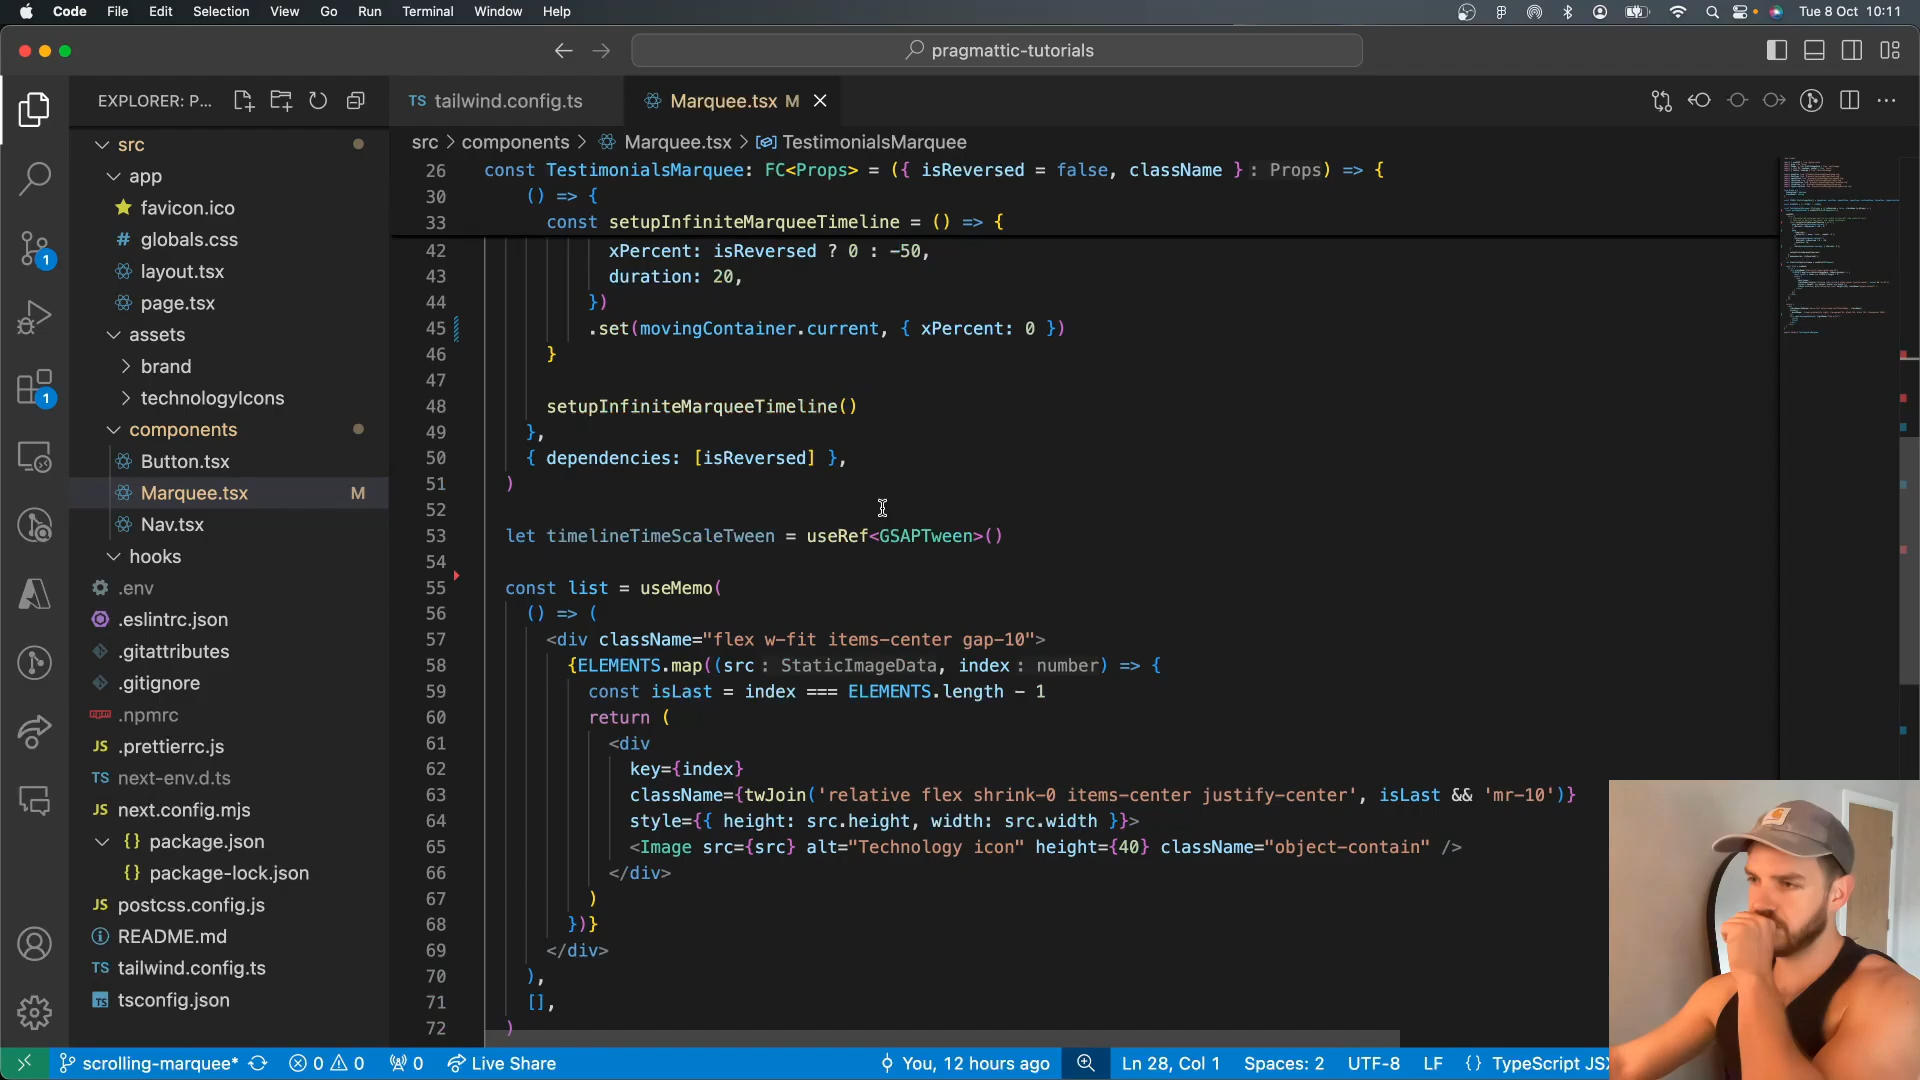 Code File Edit Selection View Go Run Terminal Window Help Tue 8 Oct 10:11
pragmattic-tutorials
EXPLORER: P...
src
app
favicon.ico
# globals.css
layout.tsx
page.tsx
assets
brand
technologyIcons
components
Button.tsx
Marquee.tsx M
Nav.tsx
hooks
.env
.eslintrc.json
.gitattributes
.gitignore
.npmrc
JS .prettierrc.js
TS next-env.d.ts
JS next.config.mjs
{} package.json
{} package-lock.json
JS postcss.config.js
README.md
TS tailwind.config.ts
TS tsconfig.json
1
1
TS tailwind.config.ts Marquee.tsx M
src > components > Marquee.tsx > TestimonialsMarquee
26 const TestimonialsMarquee: FC<Props> = ({ isReversed = false, className }: Props) => {
30 () => {
33 const setupInfiniteMarqueeTimeline = () => {
42 xPercent: isReversed ? 0 : -50,
43 duration: 20,
44 })
45 .set(movingContainer.current, { xPercent: 0 })
46 }
47
48 setupInfiniteMarqueeTimeline()
49 },
50 { dependencies: [isReversed] },
51 )
52
53 let timelineTimeScaleTween = useRef<GSAPTween>()
54
55 const list = useMemo(
56 () => (
57 <div className="flex w-fit items-center gap-10">
58 {ELEMENTS.map((src: StaticImageData, index: number) => {
59 const isLast = index === ELEMENTS.length - 1
60 return (
61 <div
62 key={index}
63 className={twJoin('relative flex shrink-0 items-center justify-center', isLast && 'mr-10')}
64 style={{ height: src.height, width: src.width }}>
65 <Image src={src} alt="Technology icon" height={40} className="object-contain" />
66 </div>
67 )
68 })}
69 </div>
70 ),
71 [],
72 )
scrolling-marquee* 0 0 0 Live Share You, 12 hours ago Ln 28, Col 1 Spaces: 2 UTF-8 LF {} TypeScript JSX